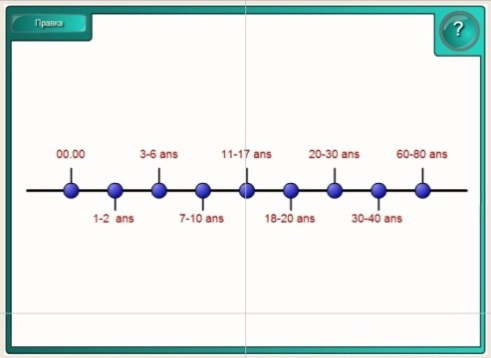 Правка
?
00.00
1-2 ans
3-6 ans
7-10 ans
11-17 ans
18-20 ans
20-30 ans
30-40 ans
60-80 ans